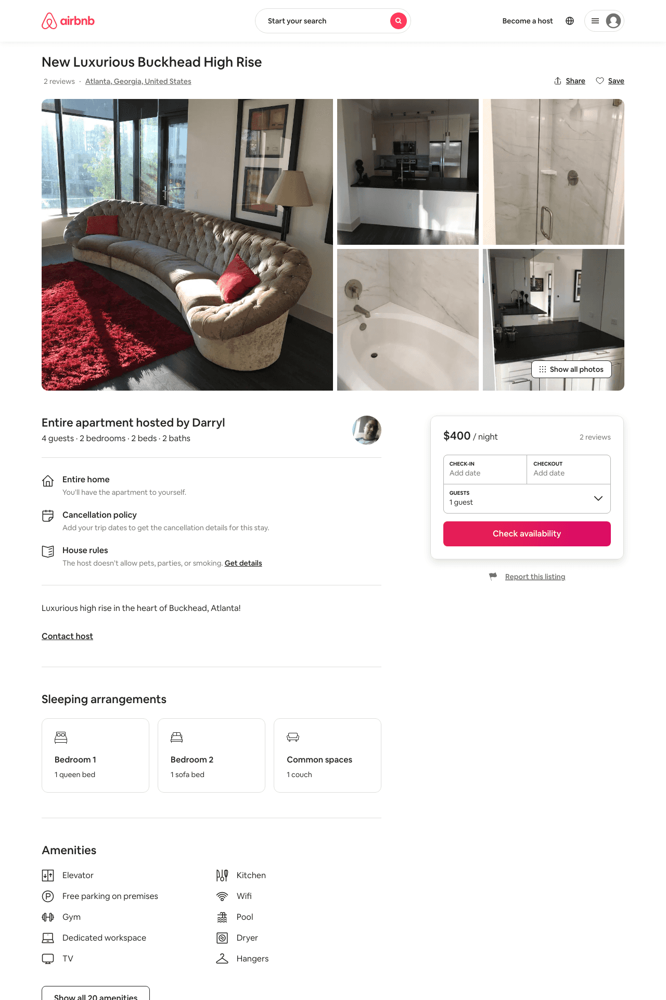 airbnb
Start your search
Become a host
New Luxurious Buckhead High Rise
2 reviews · Atlanta, Georgia, United States
Share
Save
Show all photos
Entire apartment hosted by Darryl
4 guests · 2 bedrooms · 2 beds · 2 baths
Entire home
You’ll have the apartment to yourself.
Cancellation policy
Add your trip dates to get the cancellation details for this stay.
House rules
The host doesn’t allow pets, parties, or smoking. Get details
Luxurious high rise in the heart of Buckhead, Atlanta!
Contact host
$400 / night
2 reviews
CHECK-IN
Add date
CHECKOUT
Add date
GUESTS
1 guest
Check availability
Report this listing
Sleeping arrangements
Bedroom 1
1 queen bed
Bedroom 2
1 sofa bed
Common spaces
1 couch
Amenities
Elevator
Kitchen
Free parking on premises
Wifi
Gym
Pool
Dedicated workspace
Dryer
TV
Hangers
Show all 20 amenities